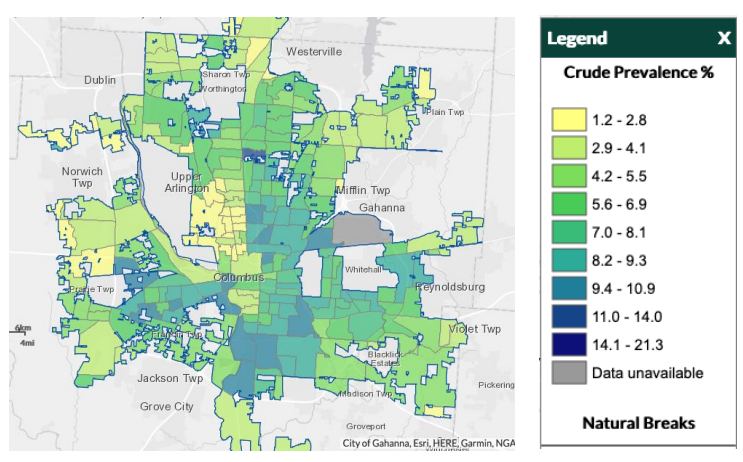 Westerville
Dublin
Sharon Twp
Worthington
Plain Twp
Norwich
Twp
Upper
Arlington
Mifflin Twp
Gahanna
Whitehall
Columbus
Prairie Twp
Reynoldsburg
6km
4mi
Franklin Twp
Violet Twp
Blacklick
Estates
Jackson Twp
Madison Twp
Pickering
Grove City
Groveport
City of Gahanna, Esri, HERE, Garmin, NGA
Legend X
Crude Prevalence %
1.2 - 2.8
2.9 - 4.1
4.2 - 5.5
5.6 - 6.9
7.0 - 8.1
8.2 - 9.3
9.4 - 10.9
11.0 - 14.0
14.1 - 21.3
Data unavailable
Natural Breaks